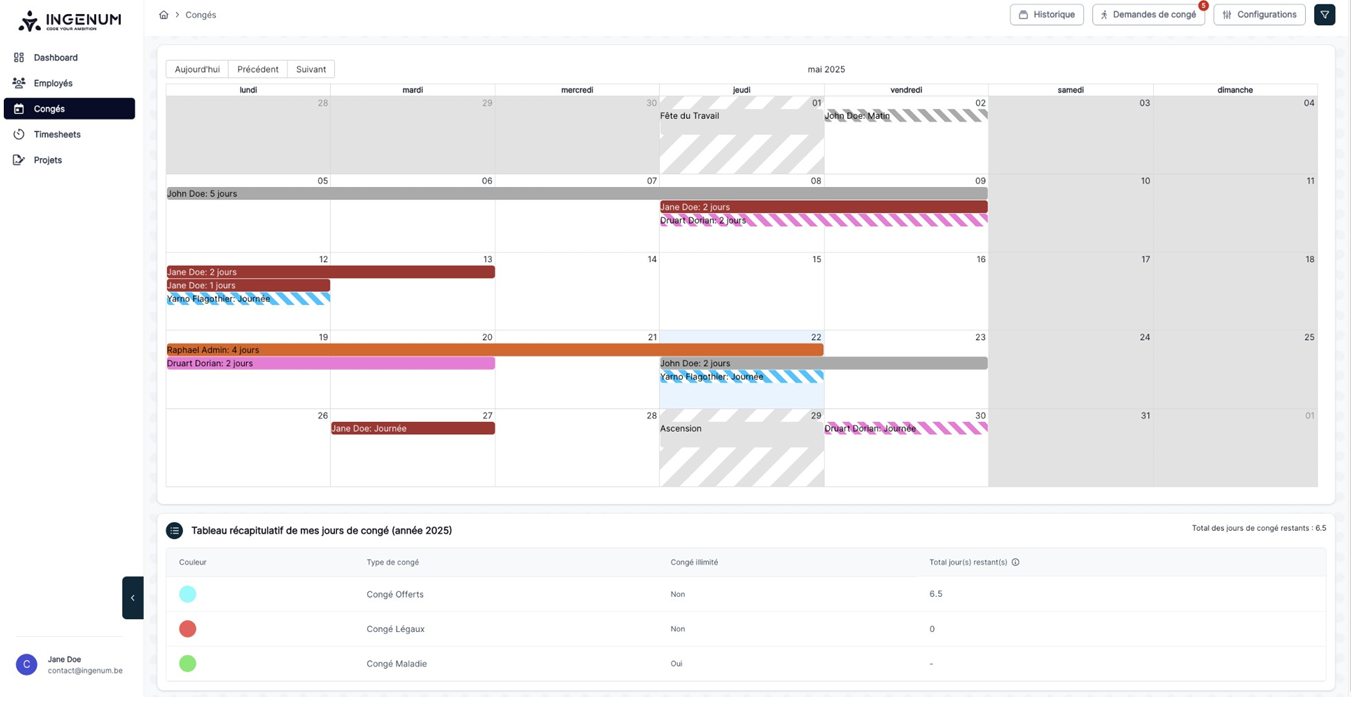 INGENUM
CODE YOUR AMBITION
Dashboard
Employés
Congés
Timesheets
Projets
Jane Doe
C
contact@ingenum.be
Congés
Historique
Demandes de congé
5
Configurations
Aujourd'hui Précédent Suivant
mai 2025
lundi mardi mercredi jeudi vendredi samedi dimanche
28 29 30 01 02 03 04
Fête du Travail
John Doe: Matin
05 06 07 08 09 10 11
John Doe: 5 jours
Jane Doe: 2 jours
Druart Dorian: 2 jours
12 13 14 15 16 17 18
Jane Doe: 2 jours
Jane Doe: 1 jours
Yarno Flagothier: Journée
19 20 21 22 23 24 25
Raphael Admin: 4 jours
Druart Dorian: 2 jours
John Doe: 2 jours
Yarno Flagothier: Journée
26 27 28 29 30 31 01
Jane Doe: Journée
Ascension
Druart Dorian: Journée
Tableau récapitulatif de mes jours de congé (année 2025)
Total des jours de congé restants : 6.5
Couleur Type de congé Congé illimité Total jour(s) restant(s)
Congé Offerts Non 6.5
Congé Légaux Non 0
Congé Maladie Oui -